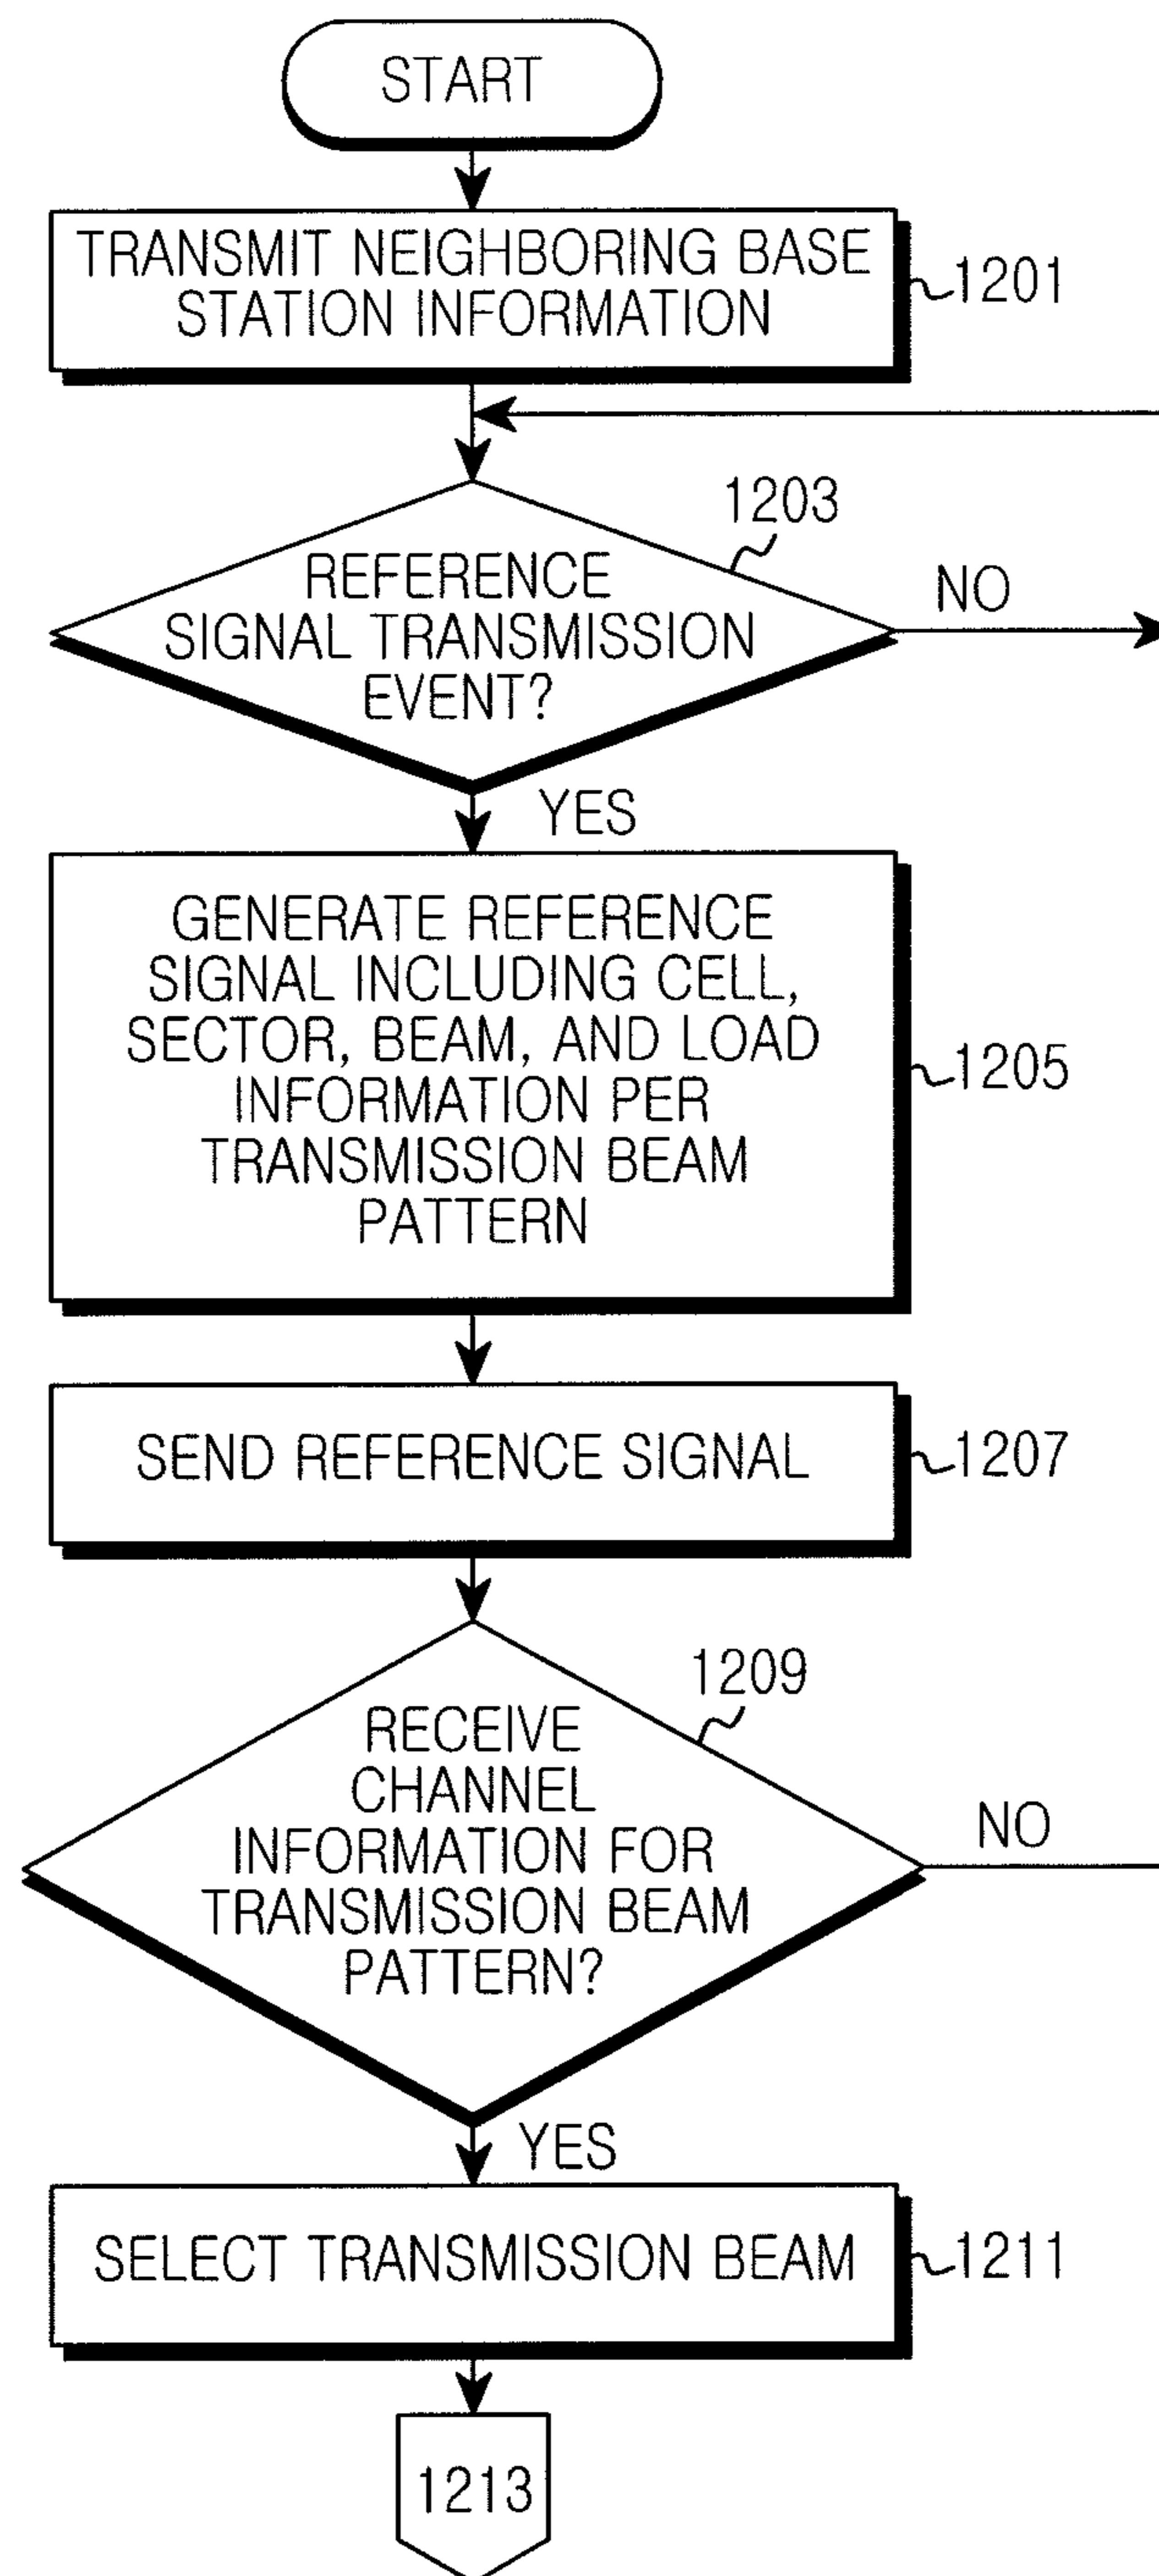 START
TRANSMIT NEIGHBORING BASE
STATION INFORMATION
1201
1203
REFERENCE
SIGNAL TRANSMISSION
EVENT?
NO
YES
GENERATE REFERENCE
SIGNAL INCLUDING CELL,
SECTOR, BEAM, AND LOAD
INFORMATION PER
TRANSMISSION BEAM
PATTERN
1205
SEND REFERENCE SIGNAL
1207
1209
RECEIVE
CHANNEL
INFORMATION FOR
TRANSMISSION BEAM
PATTERN?
NO
YES
SELECT TRANSMISSION BEAM
1211
1213